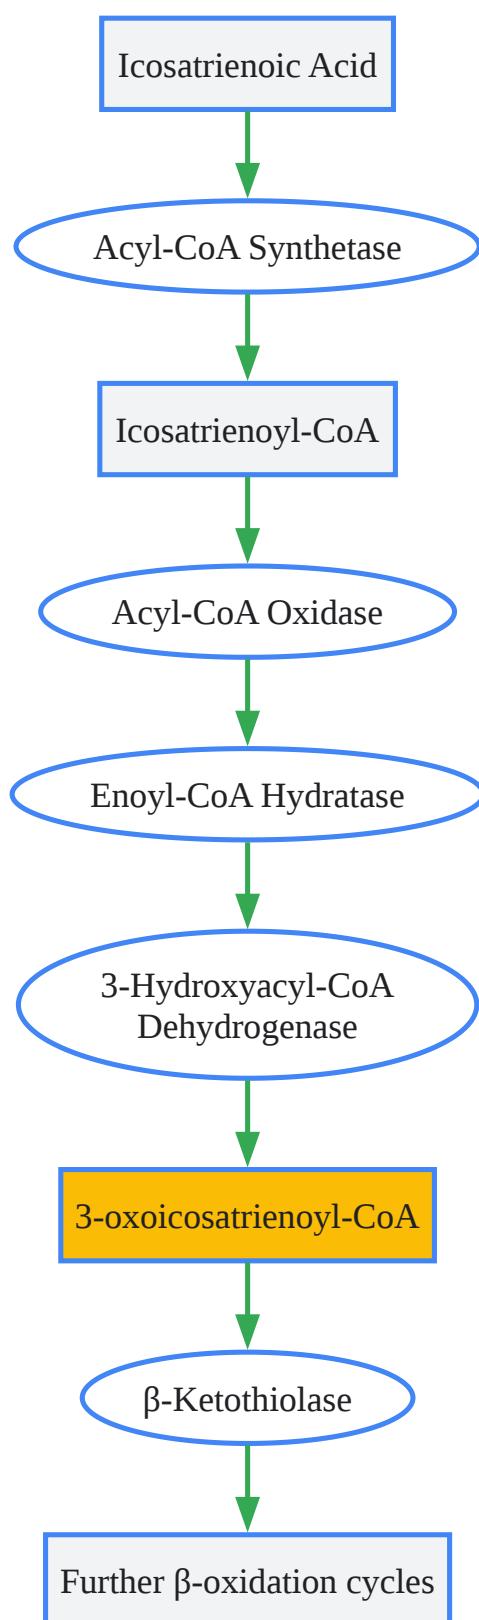 Icosatrienoic Acid
Acyl-CoA Synthetase
Icosatrienoyl-CoA
Acyl-CoA Oxidase
Enoyl-CoA Hydratase
3-Hydroxyacyl-CoA
Dehydrogenase
3-oxoicosatrienoyl-CoA
β-Ketothiolase
Further β-oxidation cycles